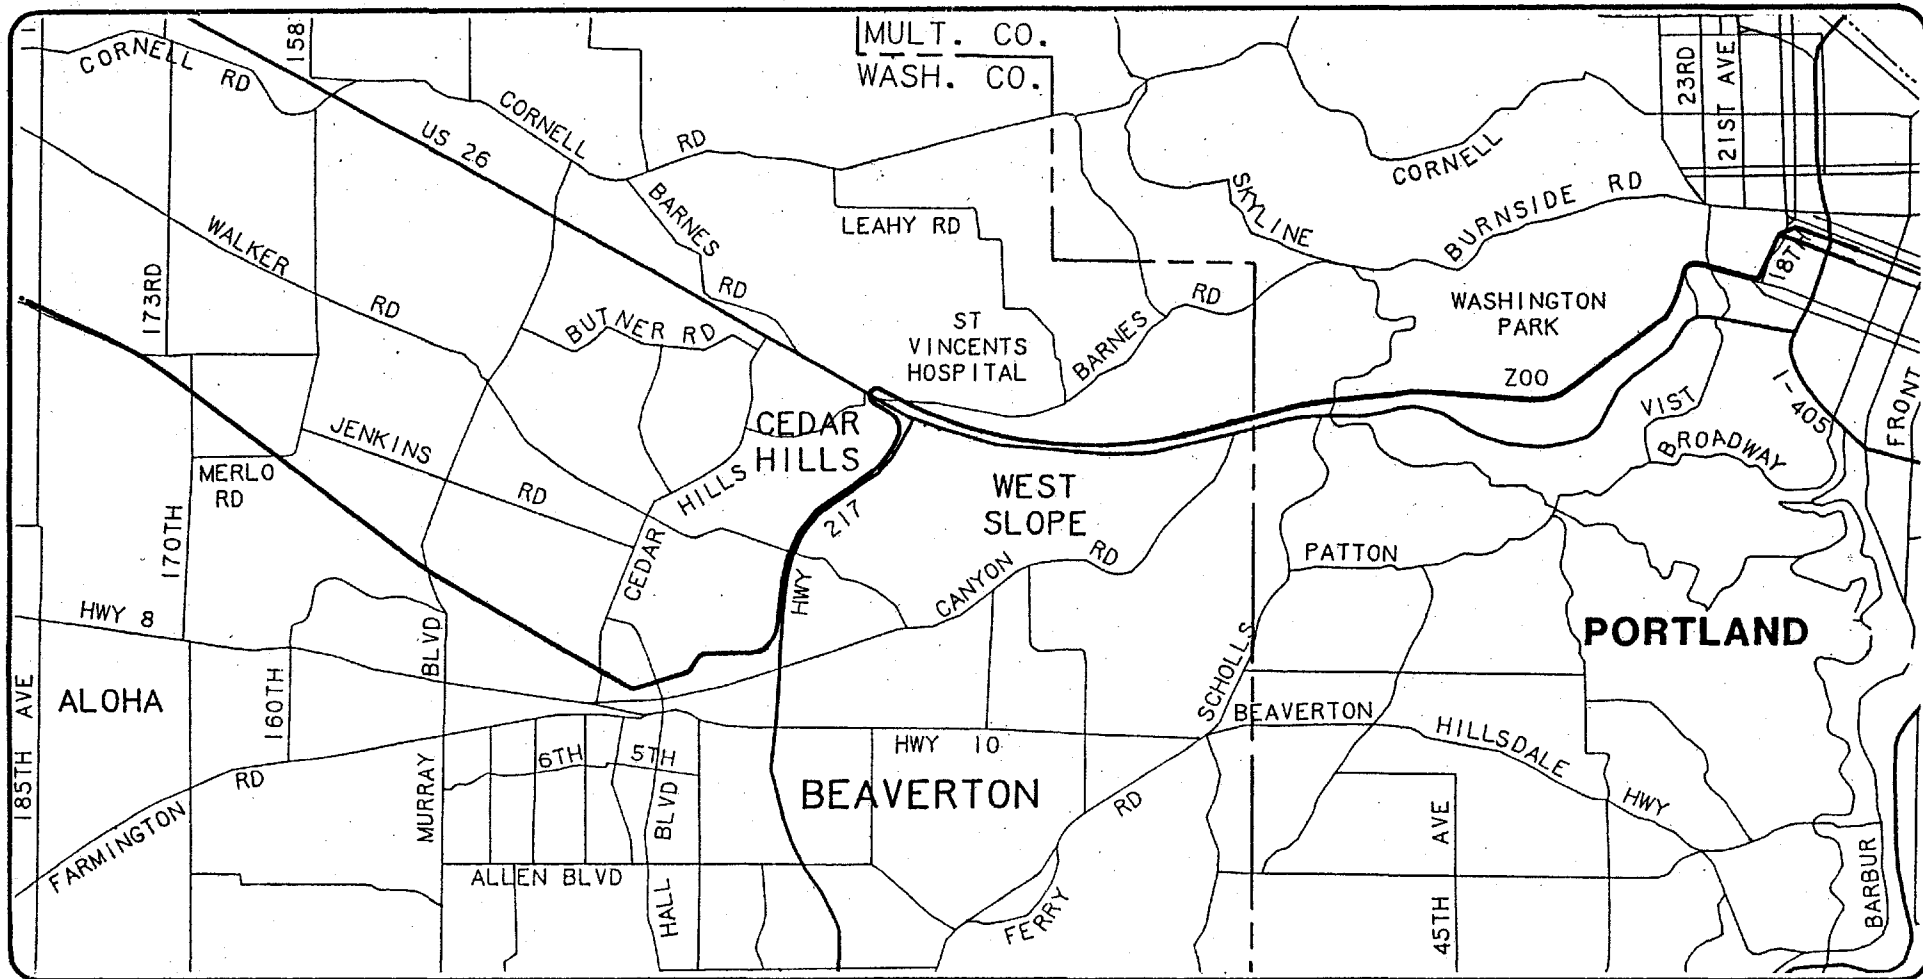 MULT. CO.
WASH. CO.
CORNELL RD
158
US 26
CORNELL RD
BARNES RD
LEAHY RD
SKYLINE
CORNELL
BURNSIDE RD
23RD
21ST AVE
18TH
WALKER RD
173RD
BUTNER RD
ST
VINCENTS
HOSPITAL
BARNES RD
WASHINGTON
PARK
ZOO
VIST
I-405
FRONT
BROADWAY
JENKINS RD
MERLO
RD
CEDAR
HILLS
CEDAR HILLS
HWY 217
WEST
SLOPE
CANYON RD
PATTON
170TH
HWY 8
BLVD
PORTLAND
SCHOLLS
185TH AVE
ALOHA
160TH
FARMINGTON RD
MURRAY
6TH
5TH
HALL BLVD
HWY 10
BEAVERTON
BEAVERTON HILLSDALE HWY
ALLEN BLVD
FERRY RD
45TH AVE
BARBUR